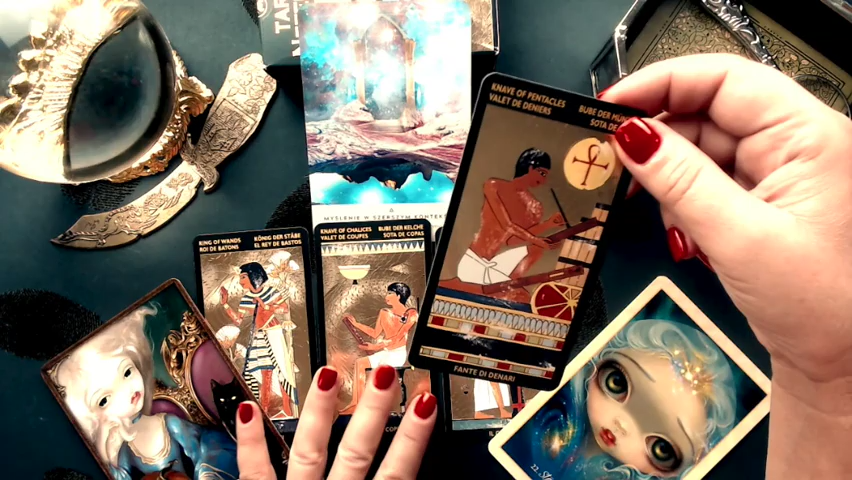 TAR
KNAVE OF PENTACLES
VALET DE DENIERS
BUBE DER
SOTA DE
FANTE DI DENARI
MYŚLENIE W SZERSZYM
KING OF WANDS
ROI DE BATONS
KÖNIG DER STÄBE
EL REY DE BASTOS
KNAVE OF CHALICES
VALET DE COUPES
BUBE DER KELCHE
SOTA DE COPAS
22.